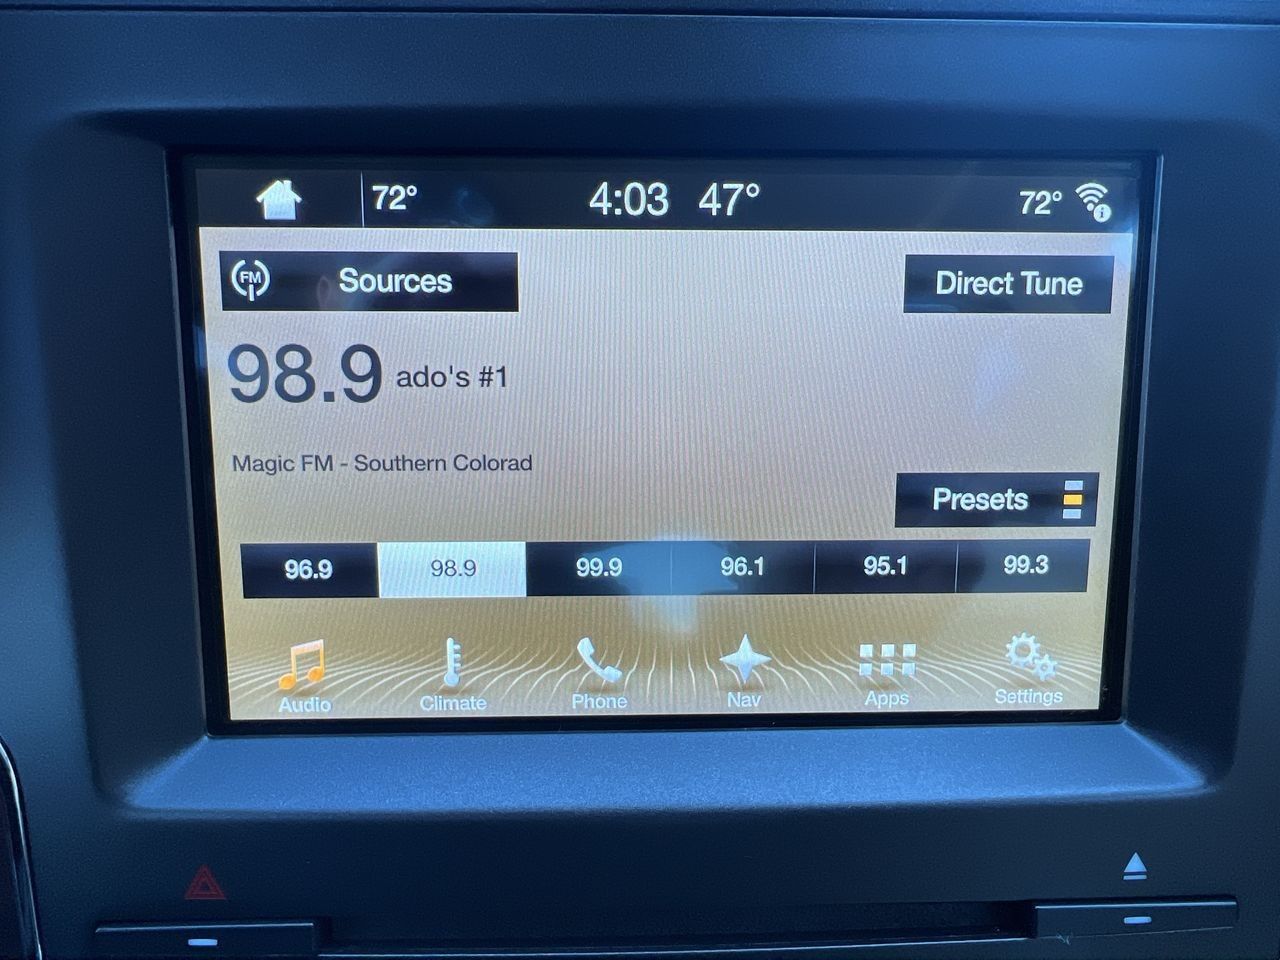 72° 4:03 47° 72°
FM Sources Direct Tune
98.9 ado's #1
Magic FM - Southern Colorad
Presets
96.9 98.9 99.9 96.1 95.1 99.3
Audio Climate Phone Nav Apps Settings